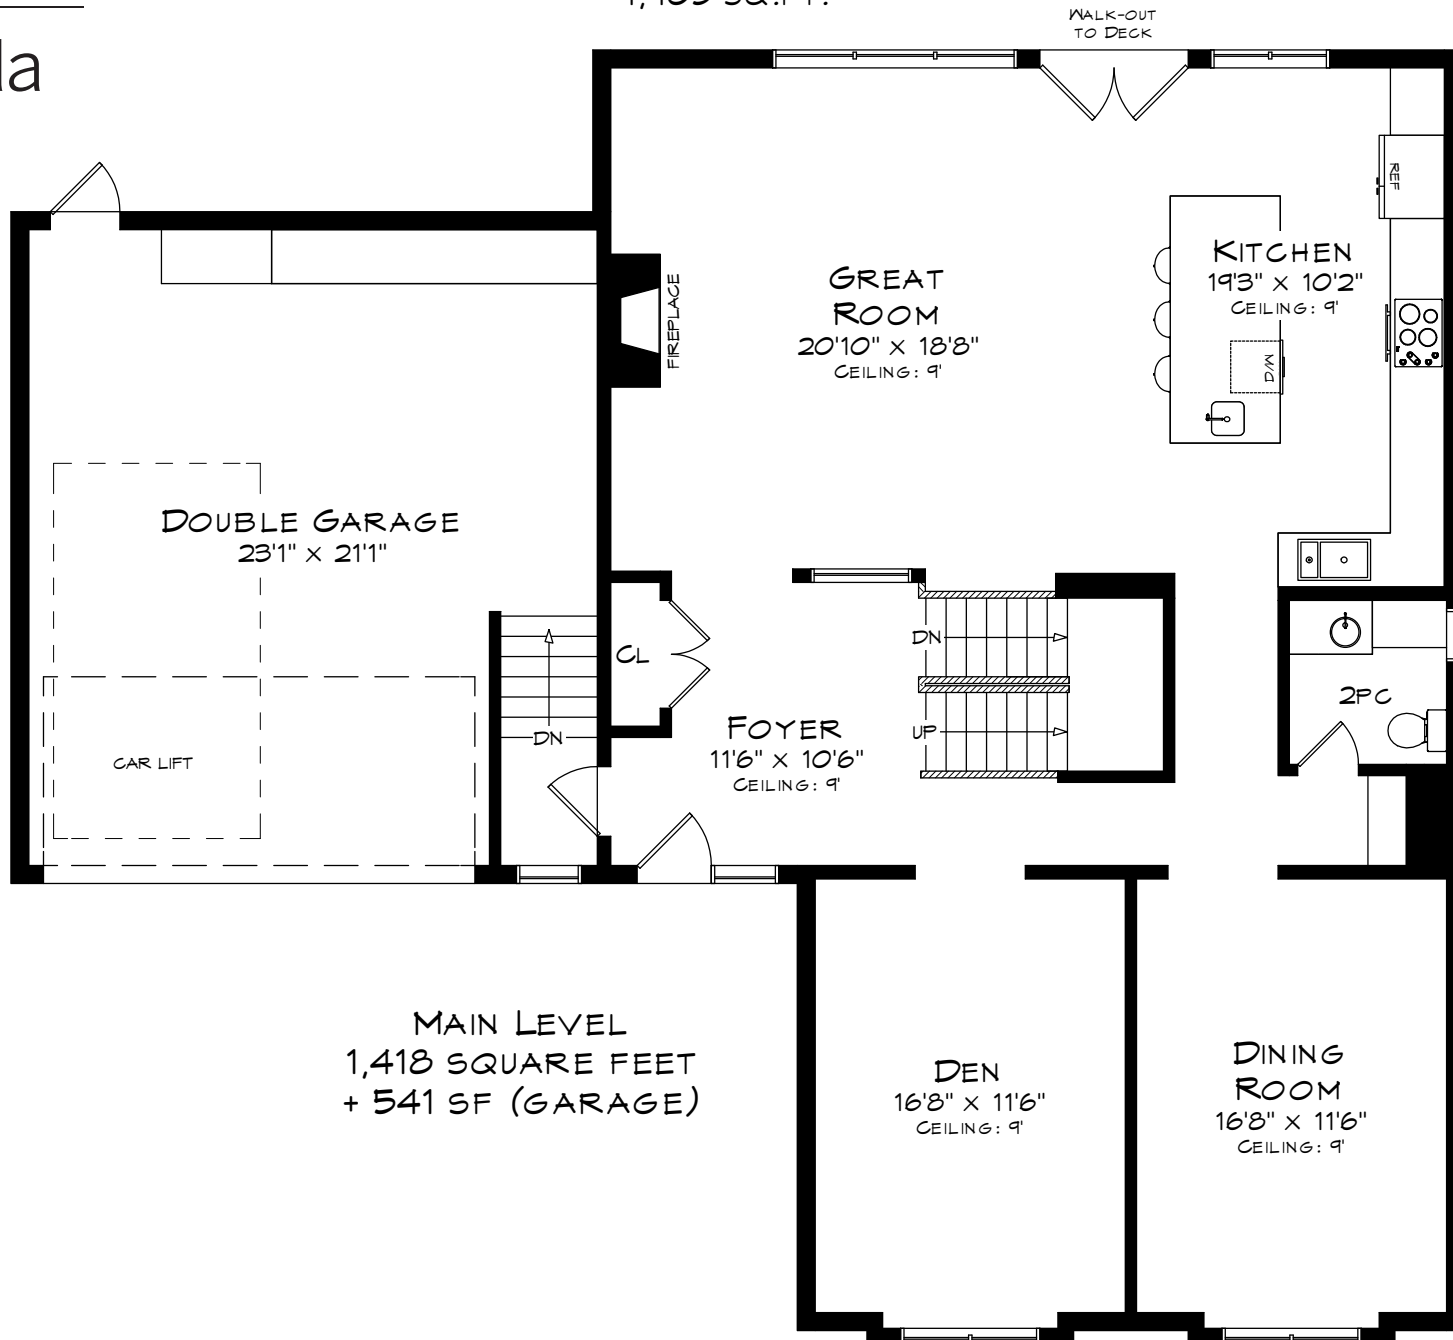 WALK-OUT
TO DECK
REF
KITCHEN
19'3" x 10'2"
CEILING: 9'
GREAT
ROOM
20'10" x 18'8"
CEILING: 9'
FIREPLACE
D/W
DOUBLE GARAGE
23'1" x 21'1"
CL
DN
2PC
FOYER
11'6" x 10'6"
CEILING: 9'
UP
DN
CAR LIFT
MAIN LEVEL
1,418 SQUARE FEET
+ 541 SF (GARAGE)
DEN
16'8" x 11'6"
CEILING: 9'
DINING
ROOM
16'8" x 11'6"
CEILING: 9'